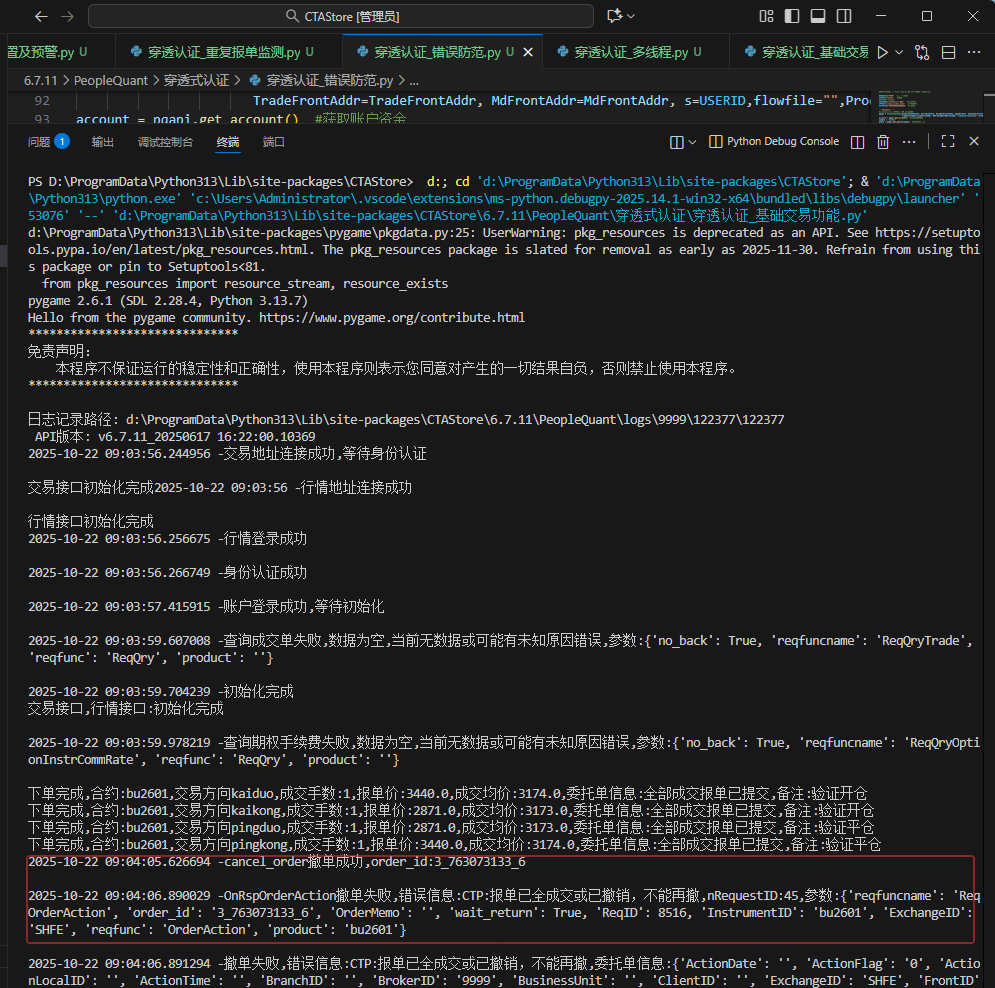 CTAStore [管理员]
置及预警.py U
穿透认证_重复报单监测.py U
穿透认证_错误防范.py U
穿透认证_多线程.py U
穿透认证_基础交易
6.7.11 > PeopleQuant > 穿透式认证 > 穿透认证_错误防范.py > ...
92 TradeFrontAddr=TradeFrontAddr, MdFrontAddr=MdFrontAddr, s=USERID,flowfile="",Pro
93 account = pqapi.get_account() #获取账户资金
问题 1 输出 调试控制台 终端 端口 Python Debug Console
PS D:\ProgramData\Python313\Lib\site-packages\CTAStore> d:; cd 'd:\ProgramData\Python313\Lib\site-packages\CTAStore'; & 'd:\ProgramData
\Python313\python.exe' 'c:\Users\Administrator\.vscode\extensions\ms-python.debugpy-2025.14.1-win32-x64\bundled\libs\debugpy\launcher' '
53076' '--' 'd:\ProgramData\Python313\Lib\site-packages\CTAStore\6.7.11\PeopleQuant\穿透式认证\穿透认证_基础交易功能.py'
d:\ProgramData\Python313\Lib\site-packages\pygame\pkgdata.py:25: UserWarning: pkg_resources is deprecated as an API. See https://setupto
ols.pypa.io/en/latest/pkg_resources.html. The pkg_resources package is slated for removal as early as 2025-11-30. Refrain from using thi
s package or pin to Setuptools<81.
from pkg_resources import resource_stream, resource_exists
pygame 2.6.1 (SDL 2.28.4, Python 3.13.7)
Hello from the pygame community. https://www.pygame.org/contribute.html
******************************
免责声明:
本程序不保证运行的稳定性和正确性，使用本程序则表示您同意对产生的一切结果自负，否则禁止使用本程序。
******************************
日志记录路径: d:\ProgramData\Python313\Lib\site-packages\CTAStore\6.7.11\PeopleQuant\logs\9999\122377\122377
API版本: v6.7.11_20250617 16:22:00.10369
2025-10-22 09:03:56.244956 -交易地址连接成功,等待身份认证
交易接口初始化完成2025-10-22 09:03:56 -行情地址连接成功
行情接口初始化完成
2025-10-22 09:03:56.256675 -行情登录成功
2025-10-22 09:03:56.266749 -身份认证成功
2025-10-22 09:03:57.415915 -账户登录成功,等待初始化
2025-10-22 09:03:59.607008 -查询成交单失败,数据为空,当前无数据或可能有未知原因错误,参数:{'no_back': True, 'reqfuncname': 'ReqQryTrade',
'reqfunc': 'ReqQry', 'product': ''}
2025-10-22 09:03:59.704239 -初始化完成
交易接口,行情接口:初始化完成
2025-10-22 09:03:59.978219 -查询期权手续费失败,数据为空,当前无数据或可能有未知原因错误,参数:{'no_back': True, 'reqfuncname': 'ReqQryOpti
onInstrCommRate', 'reqfunc': 'ReqQry', 'product': ''}
下单完成,合约:bu2601,交易方向kaiduo,成交手数:1,报单价:3440.0,成交均价:3174.0,委托单信息:全部成交报单已提交,备注:验证开仓
下单完成,合约:bu2601,交易方向kaikong,成交手数:1,报单价:2871.0,成交均价:3173.0,委托单信息:全部成交报单已提交,备注:验证开仓
下单完成,合约:bu2601,交易方向pingduo,成交手数:1,报单价:2871.0,成交均价:3173.0,委托单信息:全部成交报单已提交,备注:验证平仓
下单完成,合约:bu2601,交易方向pingkong,成交手数:1,报单价:3440.0,成交均价:3174.0,委托单信息:全部成交报单已提交,备注:验证平仓
2025-10-22 09:04:05.626694 -cancel_order撤单成功,order_id:3_763073133_6
2025-10-22 09:04:06.890029 -OnRspOrderAction撤单失败,错误信息:CTP:报单已全成交或已撤销，不能再撤,nRequestID:45,参数:{'reqfuncname': 'Req
OrderAction', 'order_id': '3_763073133_6', 'OrderMemo': '', 'wait_return': True, 'ReqID': 8516, 'InstrumentID': 'bu2601', 'ExchangeID':
'SHFE', 'reqfunc': 'OrderAction', 'product': 'bu2601'}
2025-10-22 09:04:06.891294 -撤单失败,错误信息:CTP:报单已全成交或已撤销，不能再撤,委托单信息:{'ActionDate': '', 'ActionFlag': '0', 'Actio
nLocalID': '', 'ActionTime': '', 'BranchID': '', 'BrokerID': '9999', 'BusinessUnit': '', 'ClientID': '', 'ExchangeID': 'SHFE', 'FrontID'